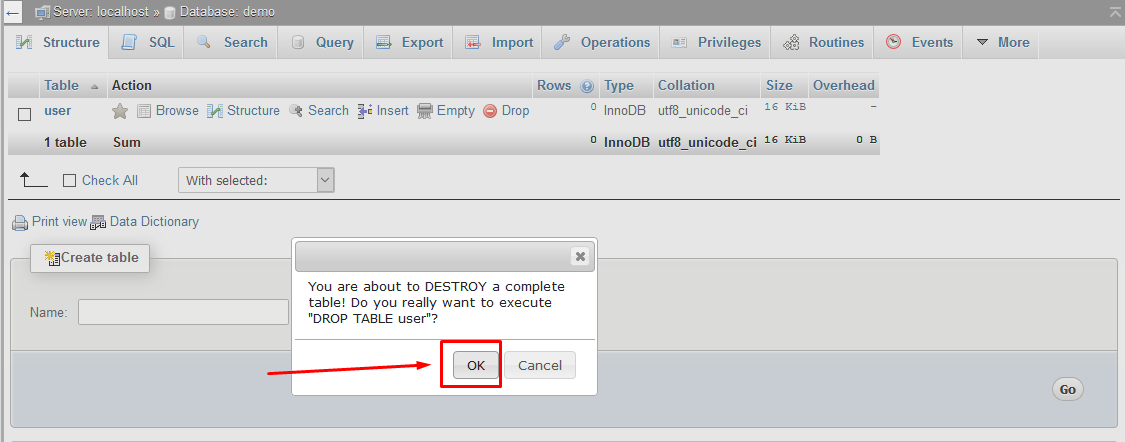 Server: localhost » Database: demo
Structure SQL Search Query Export Import Operations Privileges Routines Events More
Table Action Rows Type Collation Size Overhead
user Browse Structure Search Insert Empty Drop 0 InnoDB utf8_unicode_ci 16 KiB –
1 table Sum 0 InnoDB utf8_unicode_ci 16 KiB 0 B
Check All With selected:
Print view Data Dictionary
Create table
Name:
You are about to DESTROY a complete
table! Do you really want to execute
"DROP TABLE user"?
OK Cancel
Go